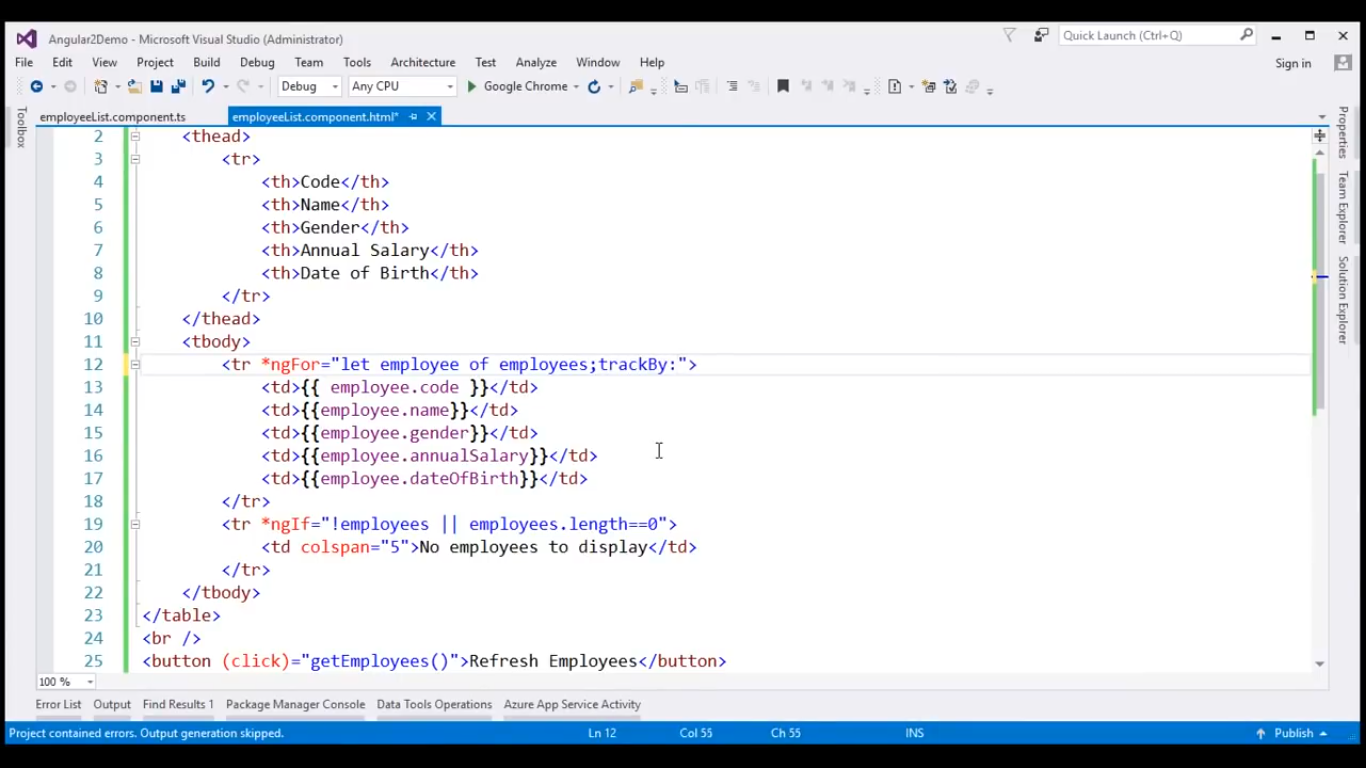 Angular2Demo - Microsoft Visual Studio (Administrator)
Quick Launch (Ctrl+Q)
File Edit View Project Build Debug Team Tools Architecture Test Analyze Window Help
Sign in
Debug Any CPU Google Chrome
employeeList.component.ts employeeList.component.html*
Toolbox
Properties
Team Explorer
Solution Explorer
2 <thead>
3 <tr>
4 <th>Code</th>
5 <th>Name</th>
6 <th>Gender</th>
7 <th>Annual Salary</th>
8 <th>Date of Birth</th>
9 </tr>
10 </thead>
11 <tbody>
12 <tr *ngFor="let employee of employees;trackBy:">
13 <td>{{ employee.code }}</td>
14 <td>{{employee.name}}</td>
15 <td>{{employee.gender}}</td>
16 <td>{{employee.annualSalary}}</td>
17 <td>{{employee.dateOfBirth}}</td>
18 </tr>
19 <tr *ngIf="!employees || employees.length==0">
20 <td colspan="5">No employees to display</td>
21 </tr>
22 </tbody>
23 </table>
24 <br />
25 <button (click)="getEmployees()">Refresh Employees</button>
100 %
Error List Output Find Results 1 Package Manager Console Data Tools Operations Azure App Service Activity
Project contained errors. Output generation skipped. Ln 12 Col 55 Ch 55 INS Publish